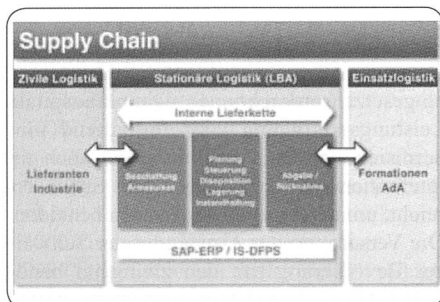 Supply Chain
Zivile Logistik
Stationäre Logistik (LBA)
Einsatzlogistik
Interne Lieferkette
Lieferanten
Industrie
Beschaffung
Armasuisse
Planung
Steuerung
Disposition
Lagerung
Instandhaltung
Abgabe /
Rücknahme
Formationen
AdA
SAP-ERP / IS-DFPS